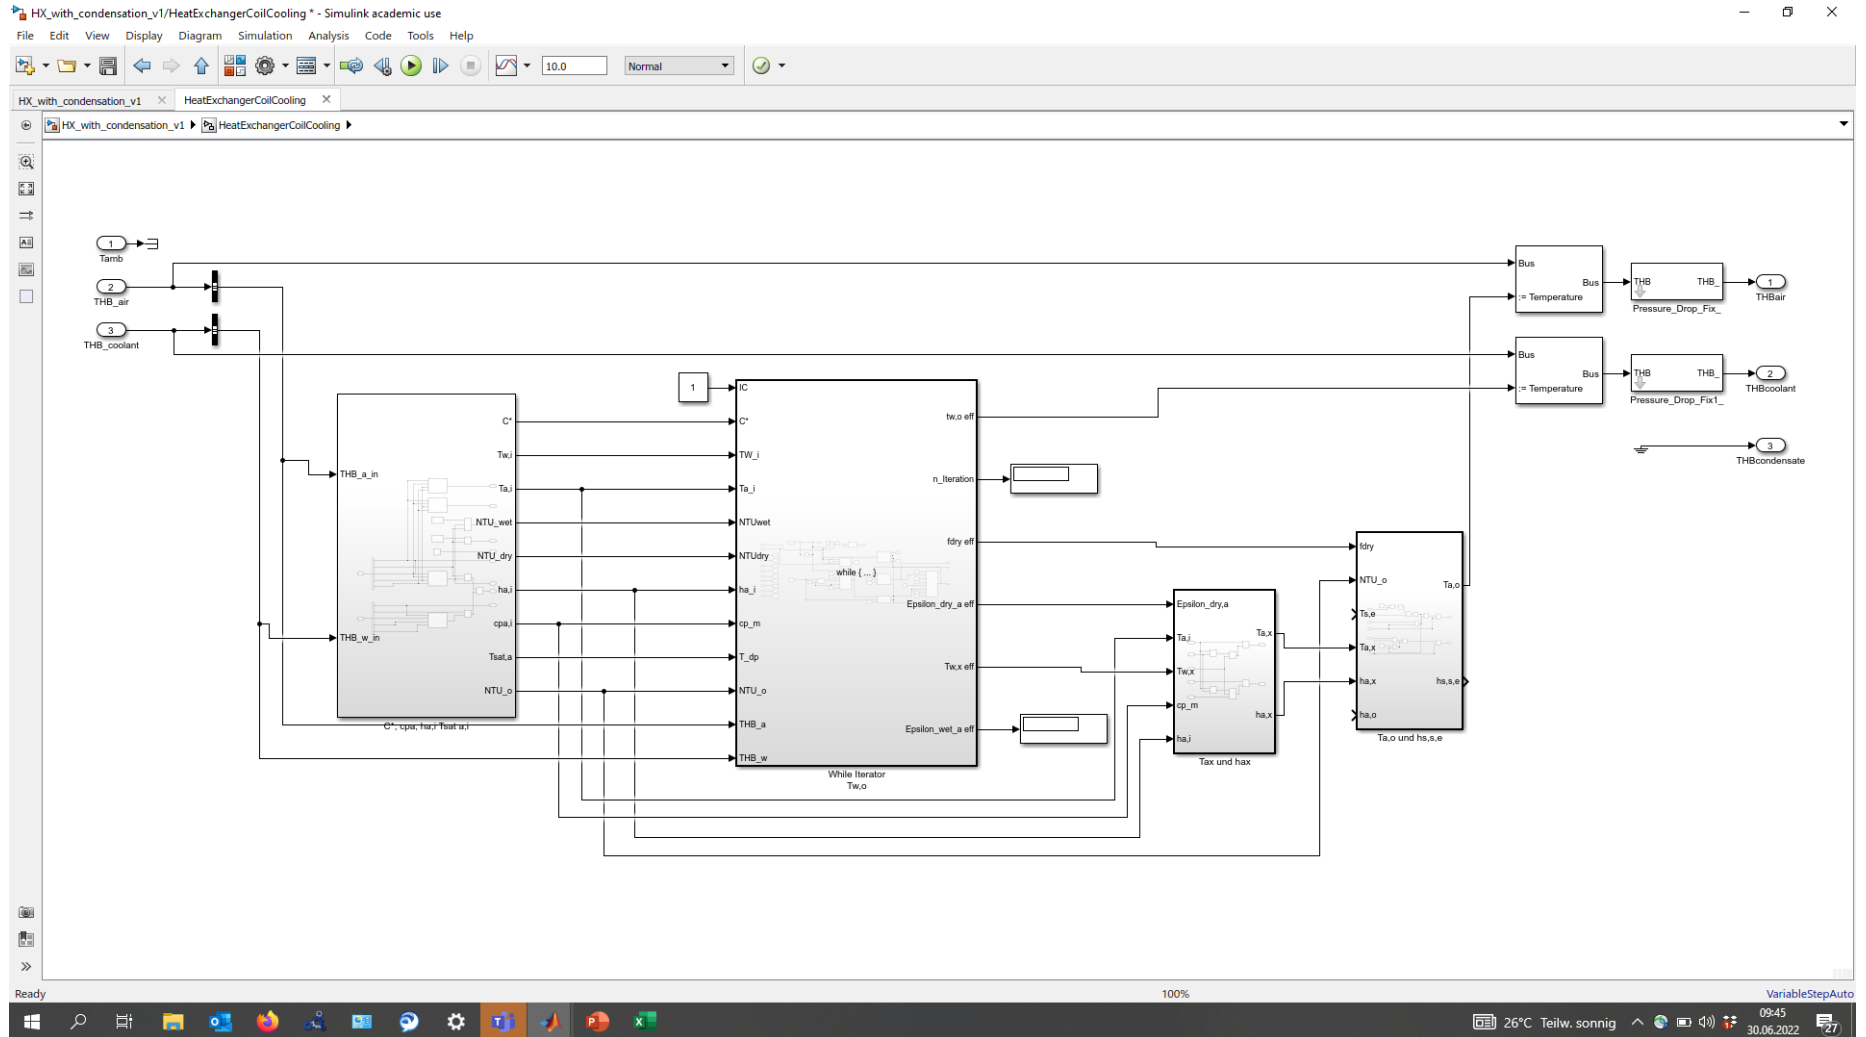 HX_with_condensation_v1/HeatExchangerCoilCooling * - Simulink academic use
File Edit View Display Diagram Simulation Analysis Code Tools Help
10.0 Normal
HX_with_condensation_v1 HeatExchangerCoilCooling
HX_with_condensation_v1 HeatExchangerCoilCooling
1
Tamb
2
THB_air
3
THB_coolant
THB_a_in
THB_w_in
C*
Tw,i
Ta,i
NTU_wet
NTU_dry
ha,i
cpa,i
Tsat,a
NTU_o
C*, cpa, ha,i Tsat a,i
1
IC
C*
TW_i
Ta_i
NTUwet
NTUdry
ha_i
cp_m
T_dp
NTU_o
THB_a
THB_w
while { ... }
tw,o eff
n_Iteration
fdry eff
Epsilon_dry_a eff
Tw,x eff
Epsilon_wet_a eff
While Iterator
Tw,o
Epsilon_dry,a
Ta,i
Tw,x
cp_m
ha,i
Ta,x
ha,x
Tax und hax
fdry
NTU_o
Ts,e
Ta,x
ha,x
ha,o
Ta,o
hs,s,e
Ta,o und hs,s,e
Bus
:= Temperature
Bus
THB THB_
Pressure_Drop_Fix_
1
THBair
Bus
:= Temperature
Bus
THB THB_
Pressure_Drop_Fix1_
2
THBcoolant
3
THBcondensate
Ready 100% VariableStepAuto
26°C Teilw. sonnig
09:45
30.06.2022
27